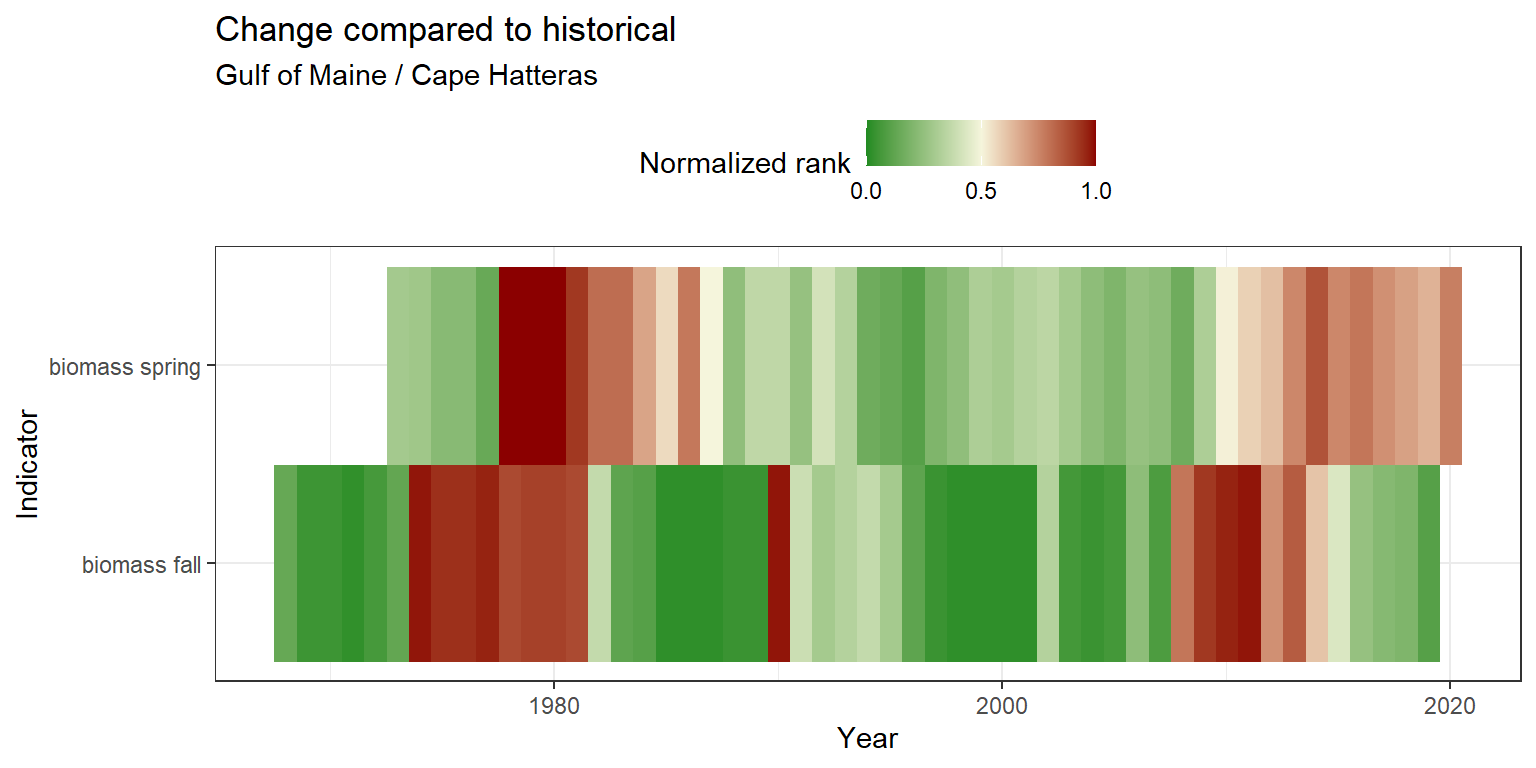 Change compared to historical
Gulf of Maine / Cape Hatteras
Normalized rank
0.0 0.5 1.0
Indicator
biomass spring
biomass fall
1980 2000 2020
Year